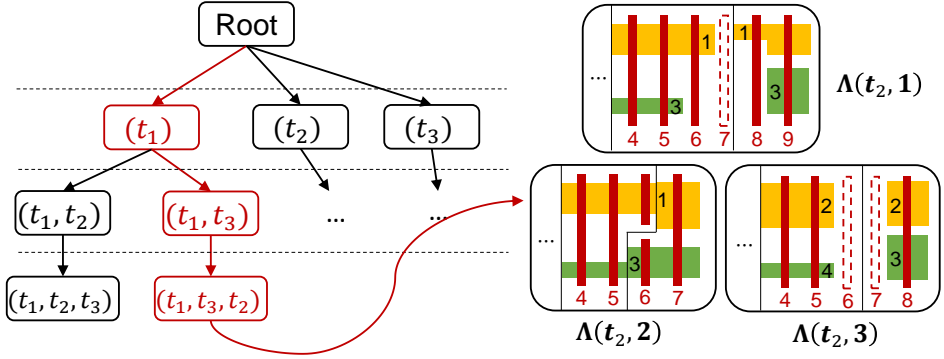 Root
(t₁)
(t₂)
(t₃)
(t₁, t₂)
(t₁, t₃)
...
...
(t₁, t₂, t₃)
(t₁, t₃, t₂)
1
1
...
3
3
4 5 6 7 8 9
Λ(t₂, 1)
1
...
3
4 5 6 7
Λ(t₂, 2)
2
2
...
4
3
4 5 6 7 8
Λ(t₂, 3)